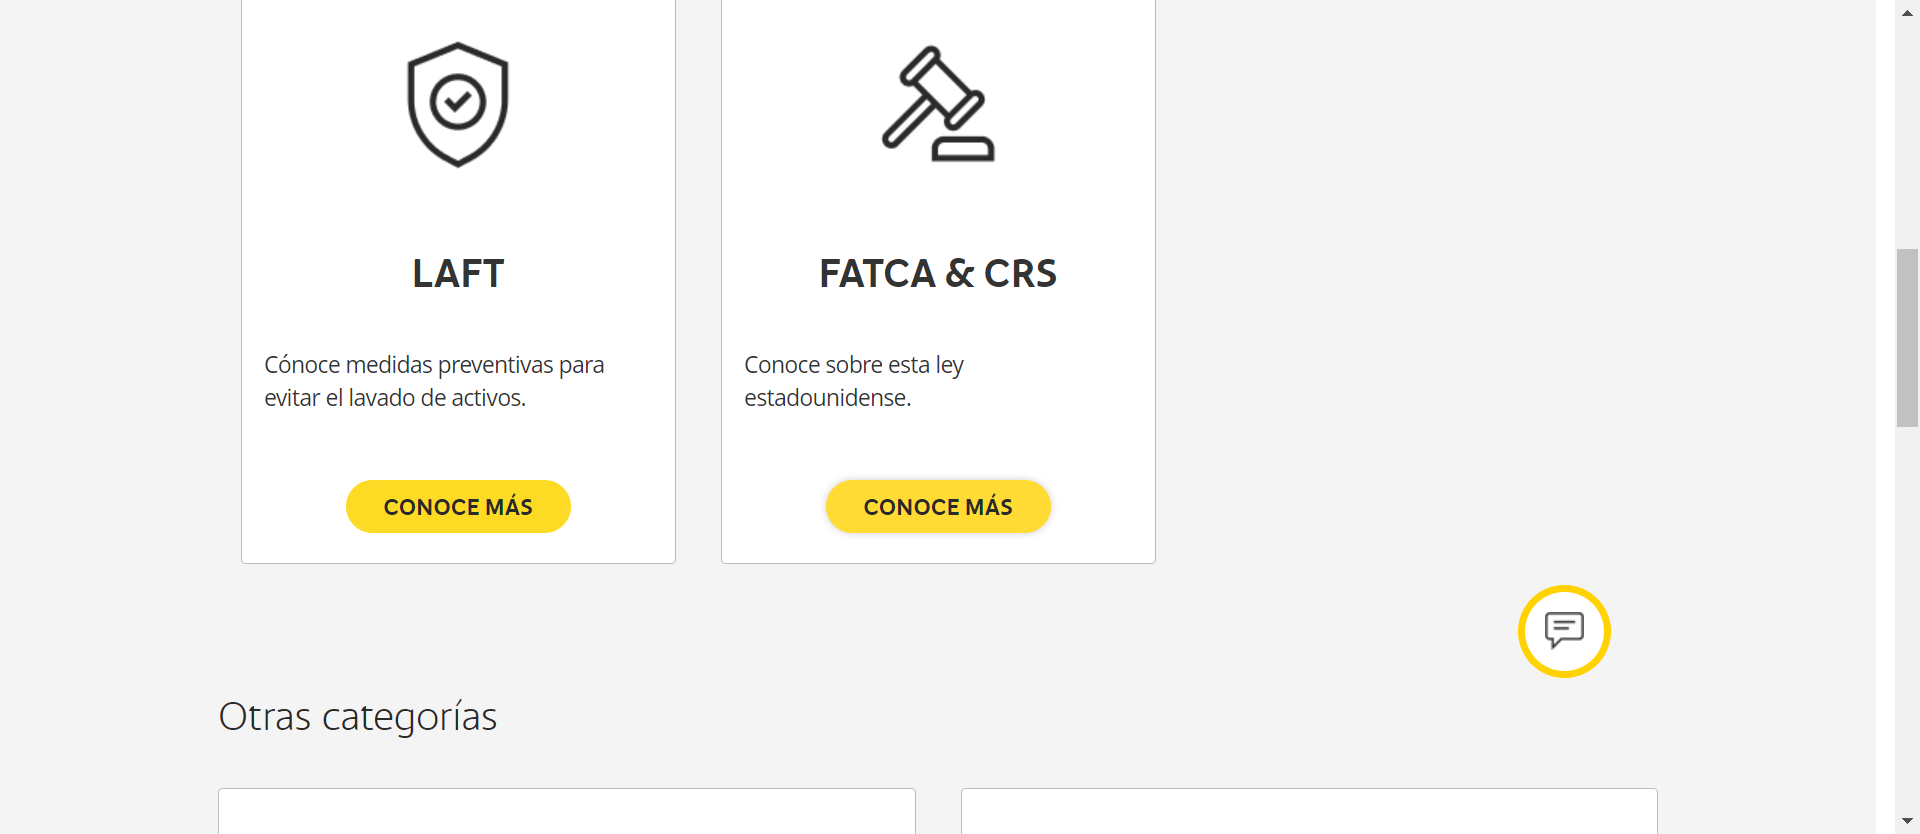 LAFT
Cónoce medidas preventivas para
evitar el lavado de activos.
CONOCE MÁS
FATCA & CRS
Conoce sobre esta ley
estadounidense.
CONOCE MÁS
Otras categorías